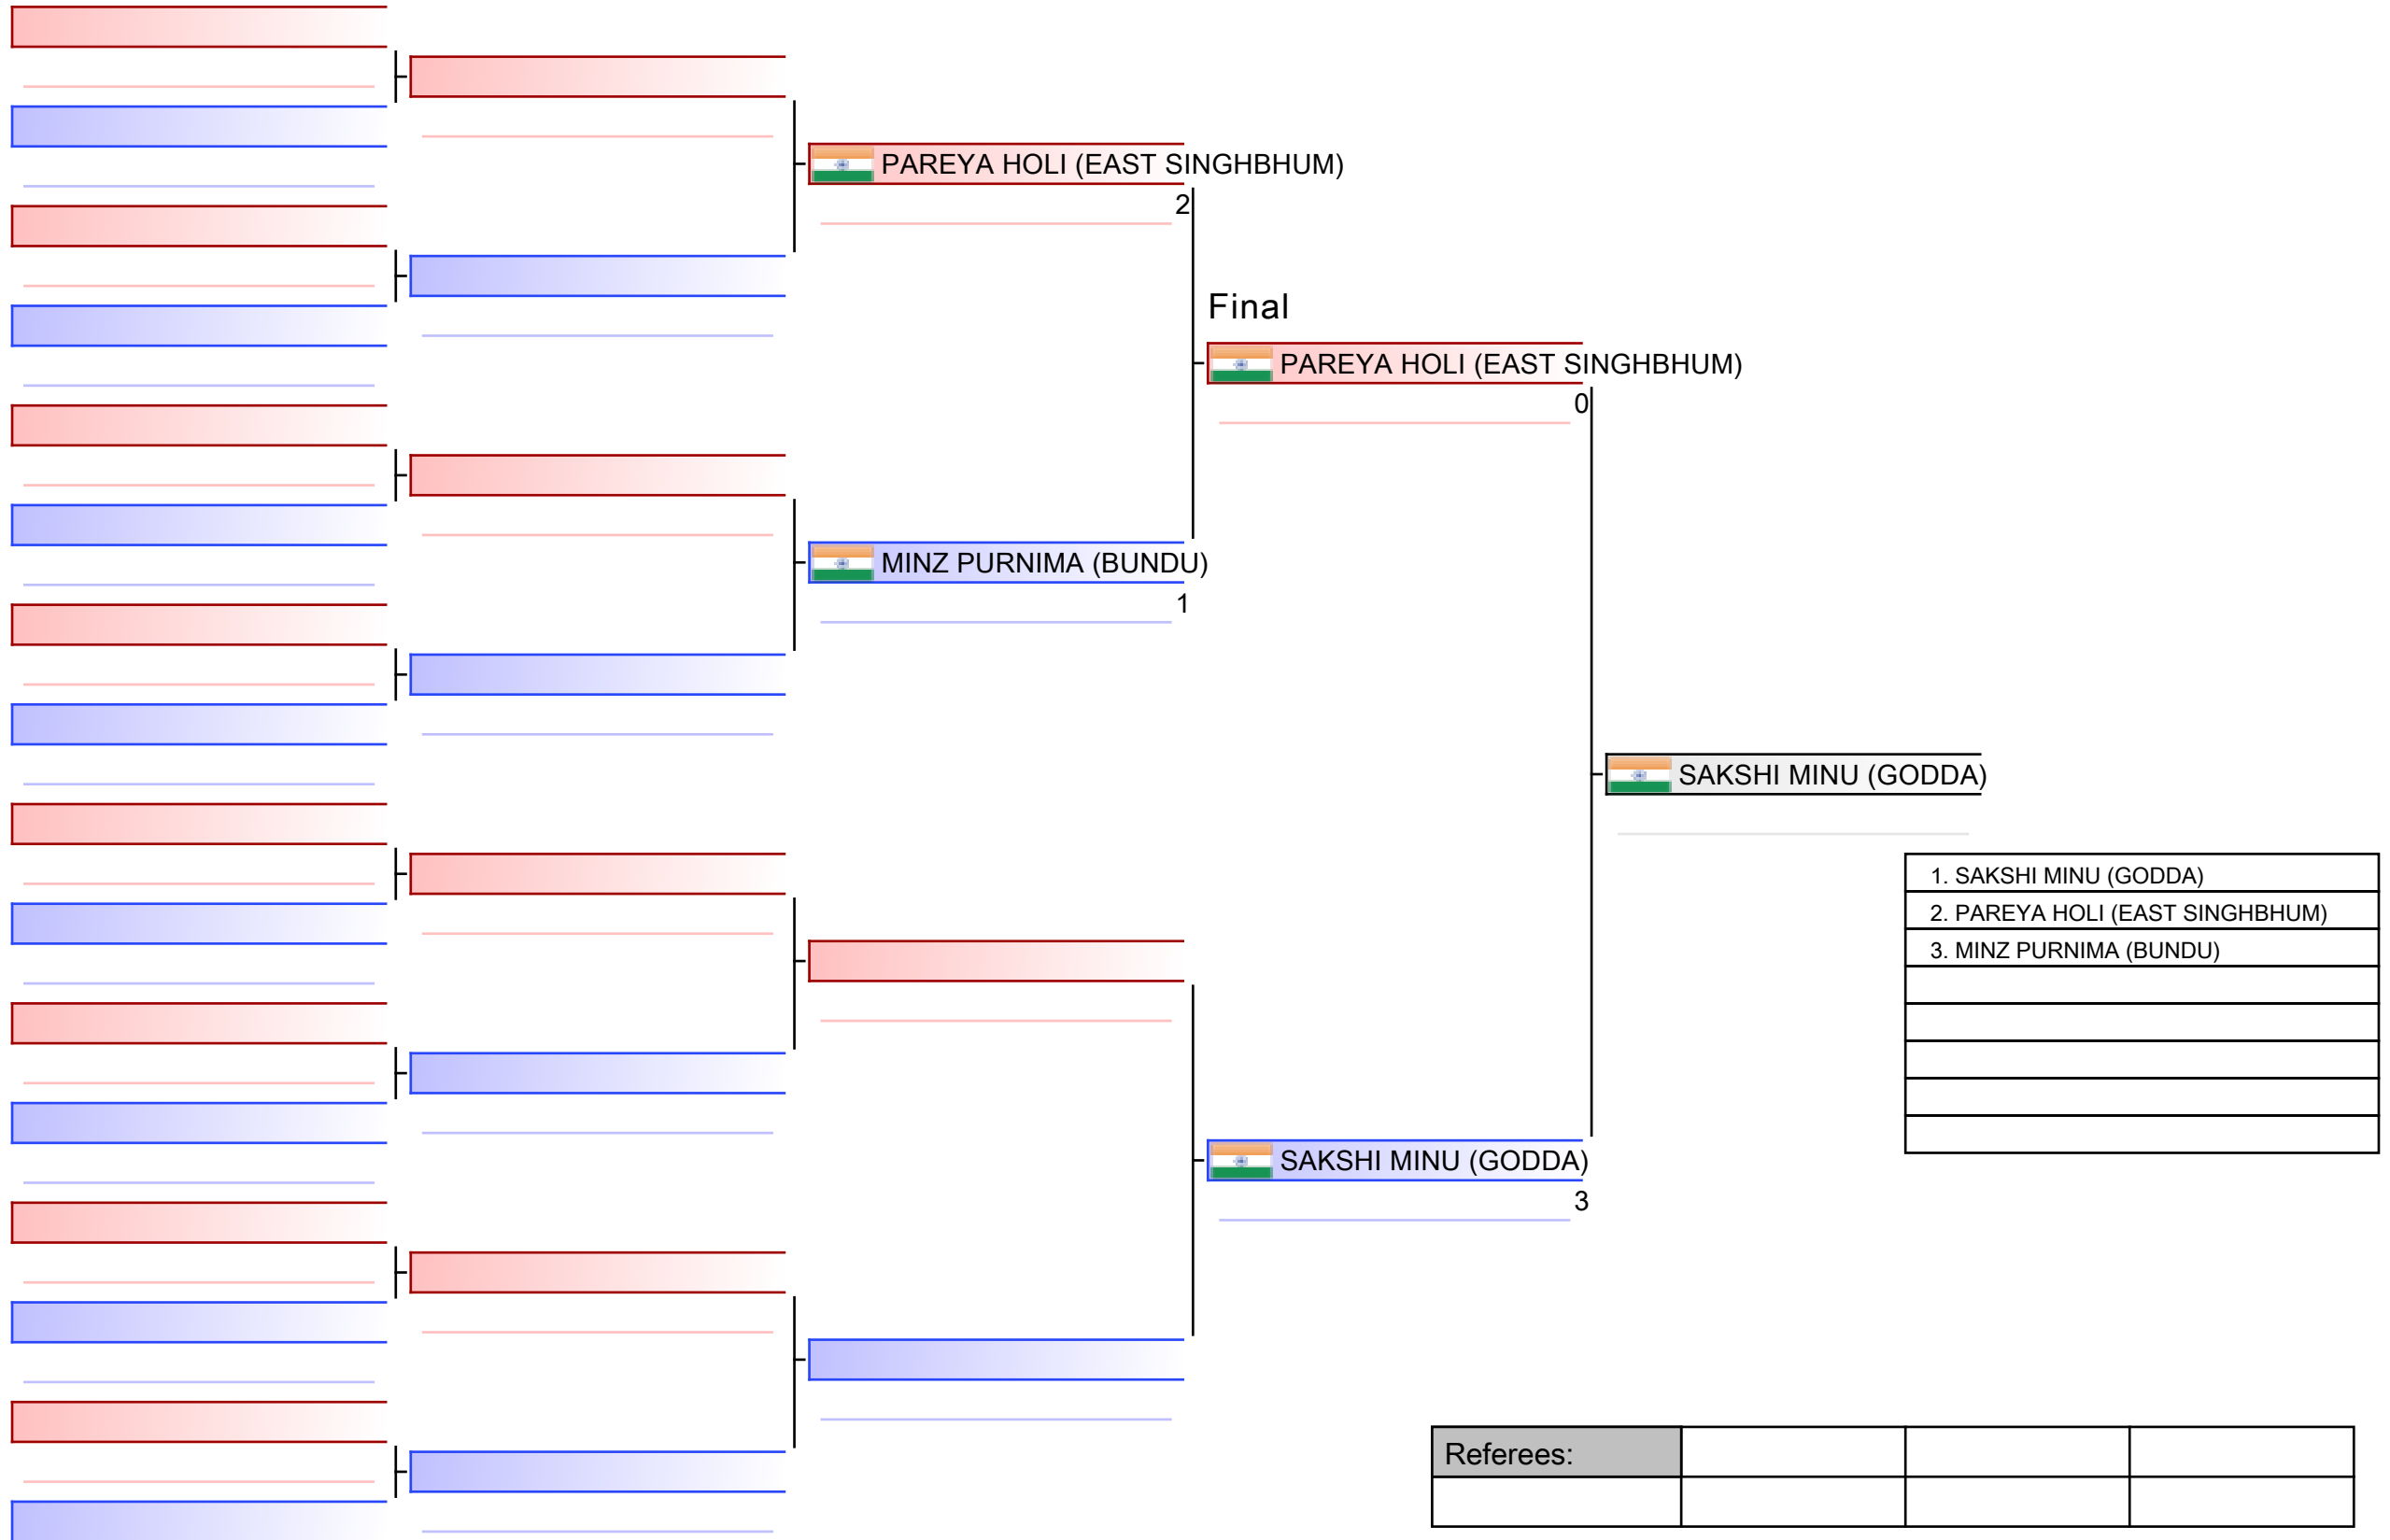 PAREYA HOLI (EAST SINGHBHUM)
2
Final
PAREYA HOLI (EAST SINGHBHUM)
0
MINZ PURNIMA (BUNDU)
1
SAKSHI MINU (GODDA)
1. SAKSHI MINU (GODDA)
2. PAREYA HOLI (EAST SINGHBHUM)
3. MINZ PURNIMA (BUNDU)
SAKSHI MINU (GODDA)
3
Referees: